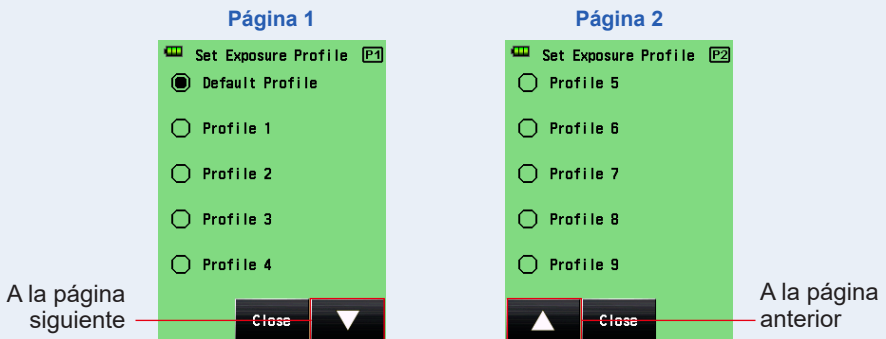 Página 1
Set Exposure Profile P1
Default Profile
Profile 1
Profile 2
Profile 3
Profile 4
Close
A la página
siguiente
Página 2
Set Exposure Profile P2
Profile 5
Profile 6
Profile 7
Profile 8
Profile 9
Close
A la página
anterior